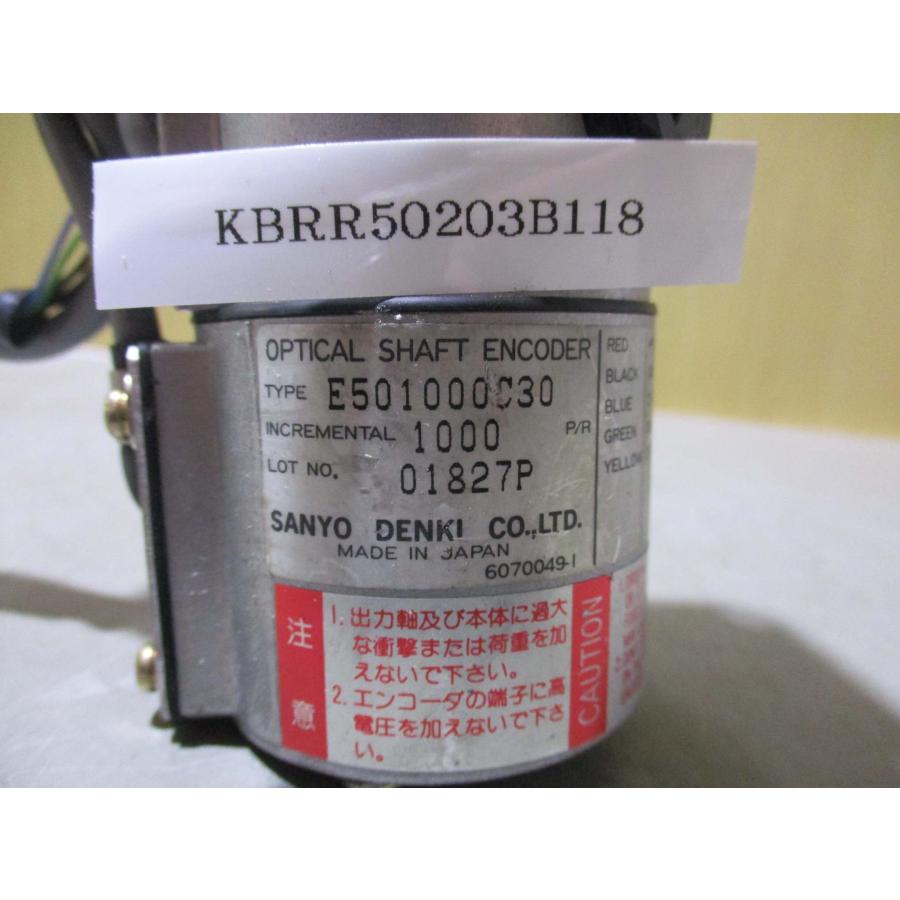 KBRR50203B118
OPTICAL SHAFT ENCODER
TYPE E501000C30
INCREMENTAL 1000 P/R
LOT NO. 01827P
SANYO DENKI CO.,LTD.
MADE IN JAPAN
6070049-1
RED
BLACK
BLUE
GREEN
YELLOW
注意
1. 出力軸及び本体に過大
な衝撃または荷重を加
えないで下さい。
2. エンコーダの端子に高
電圧を加えないで下さ
い。
CAUTION